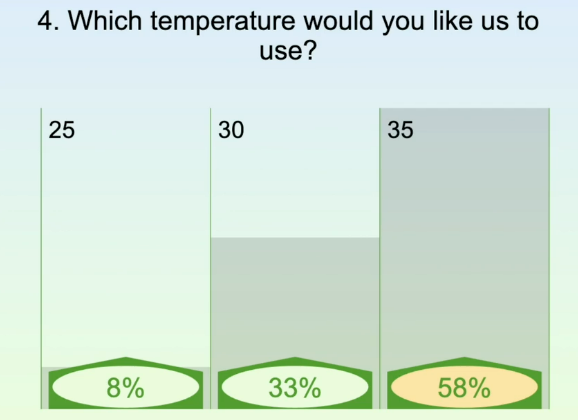 4. Which temperature would you like us to
use?
25 30 35
8% 33% 58%